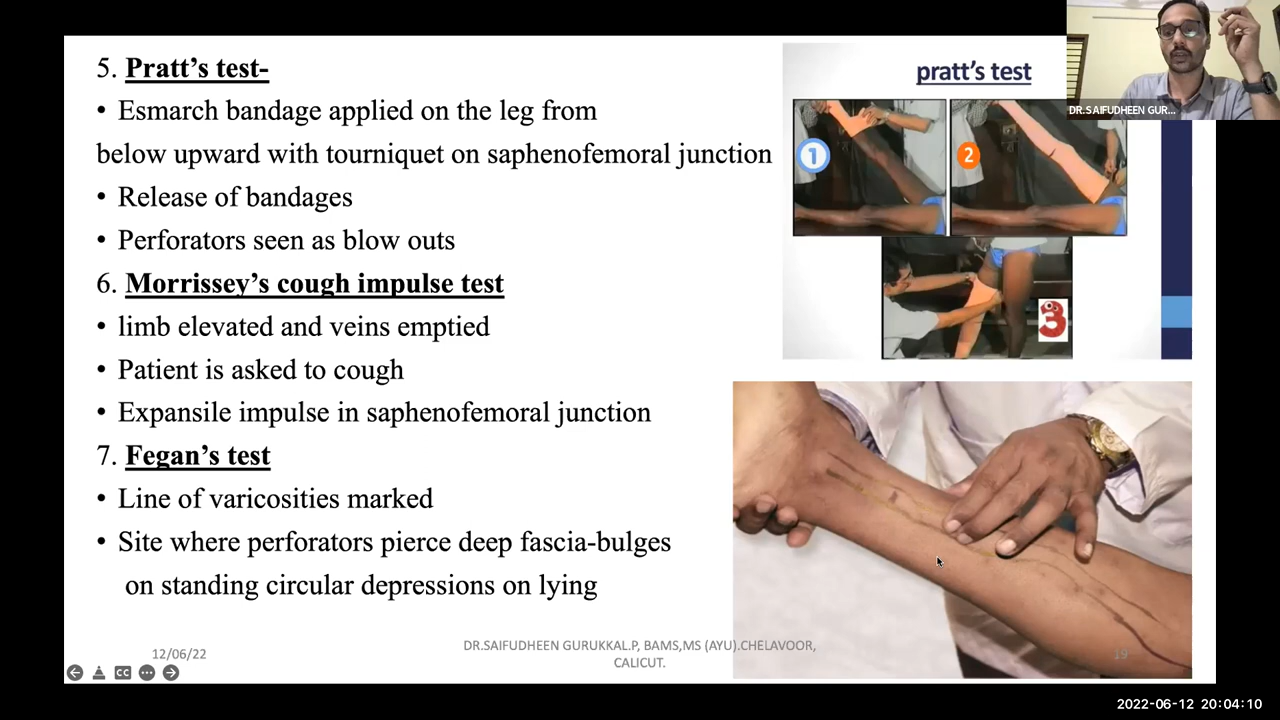 5. Pratt's test-
• Esmarch bandage applied on the leg from
below upward with tourniquet on saphenofemoral junction
• Release of bandages
• Perforators seen as blow outs
6. Morrissey's cough impulse test
• limb elevated and veins emptied
• Patient is asked to cough
• Expansile impulse in saphenofemoral junction
7. Fegan's test
• Line of varicosities marked
• Site where perforators pierce deep fascia-bulges
on standing circular depressions on lying
pratt's test
1
2
3
DR.SAIFUDHEEN GUR...
12/06/22
DR.SAIFUDHEEN GURUKKAL.P, BAMS,MS (AYU).CHELAVOOR,
CALICUT.
19
CC
2022-06-12 20:04:10